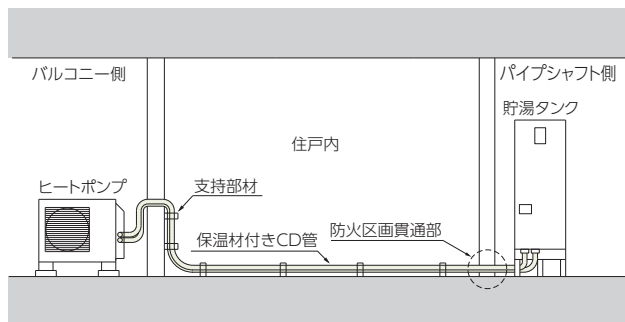 バルコニー側
パイプシャフト側
貯湯タンク
住戸内
ヒートポンプ
支持部材
防火区画貫通部
保温材付きCD管